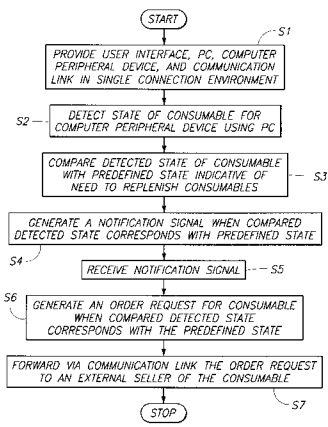 START
S1
PROVIDE USER INTERFACE, PC, COMPUTER
PERIPHERAL DEVICE, AND COMMUNICATION
LINK IN SINGLE CONNECTION ENVIRONMENT
S2
DETECT STATE OF CONSUMABLE FOR
COMPUTER PERIPHERAL DEVICE USING PC
COMPARE DETECTED STATE OF CONSUMABLE
WITH PREDEFINED STATE INDICATIVE OF
NEED TO REPLENISH CONSUMABLES
S3
GENERATE A NOTIFICATION SIGNAL WHEN COMPARED
DETECTED STATE CORRESPONDS WITH PREDEFINED STATE
S4
RECEIVE NOTIFICATION SIGNAL
S5
S6
GENERATE AN ORDER REQUEST FOR CONSUMABLE
WHEN COMPARED DETECTED STATE
CORRESPONDS WITH THE PREDEFINED STATE
FORWARD VIA COMMUNICATION LINK THE ORDER REQUEST
TO AN EXTERNAL SELLER OF THE CONSUMABLE
S7
STOP